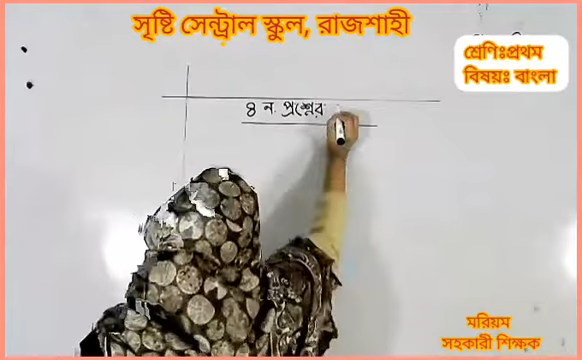 সৃষ্টি সেন্ট্রাল স্কুল, রাজশাহী
শ্রেণিঃপ্রথম
বিষয়ঃ বাংলা
৪ ন. প্রশ্নের
মরিয়ম
সহকারী শিক্ষক